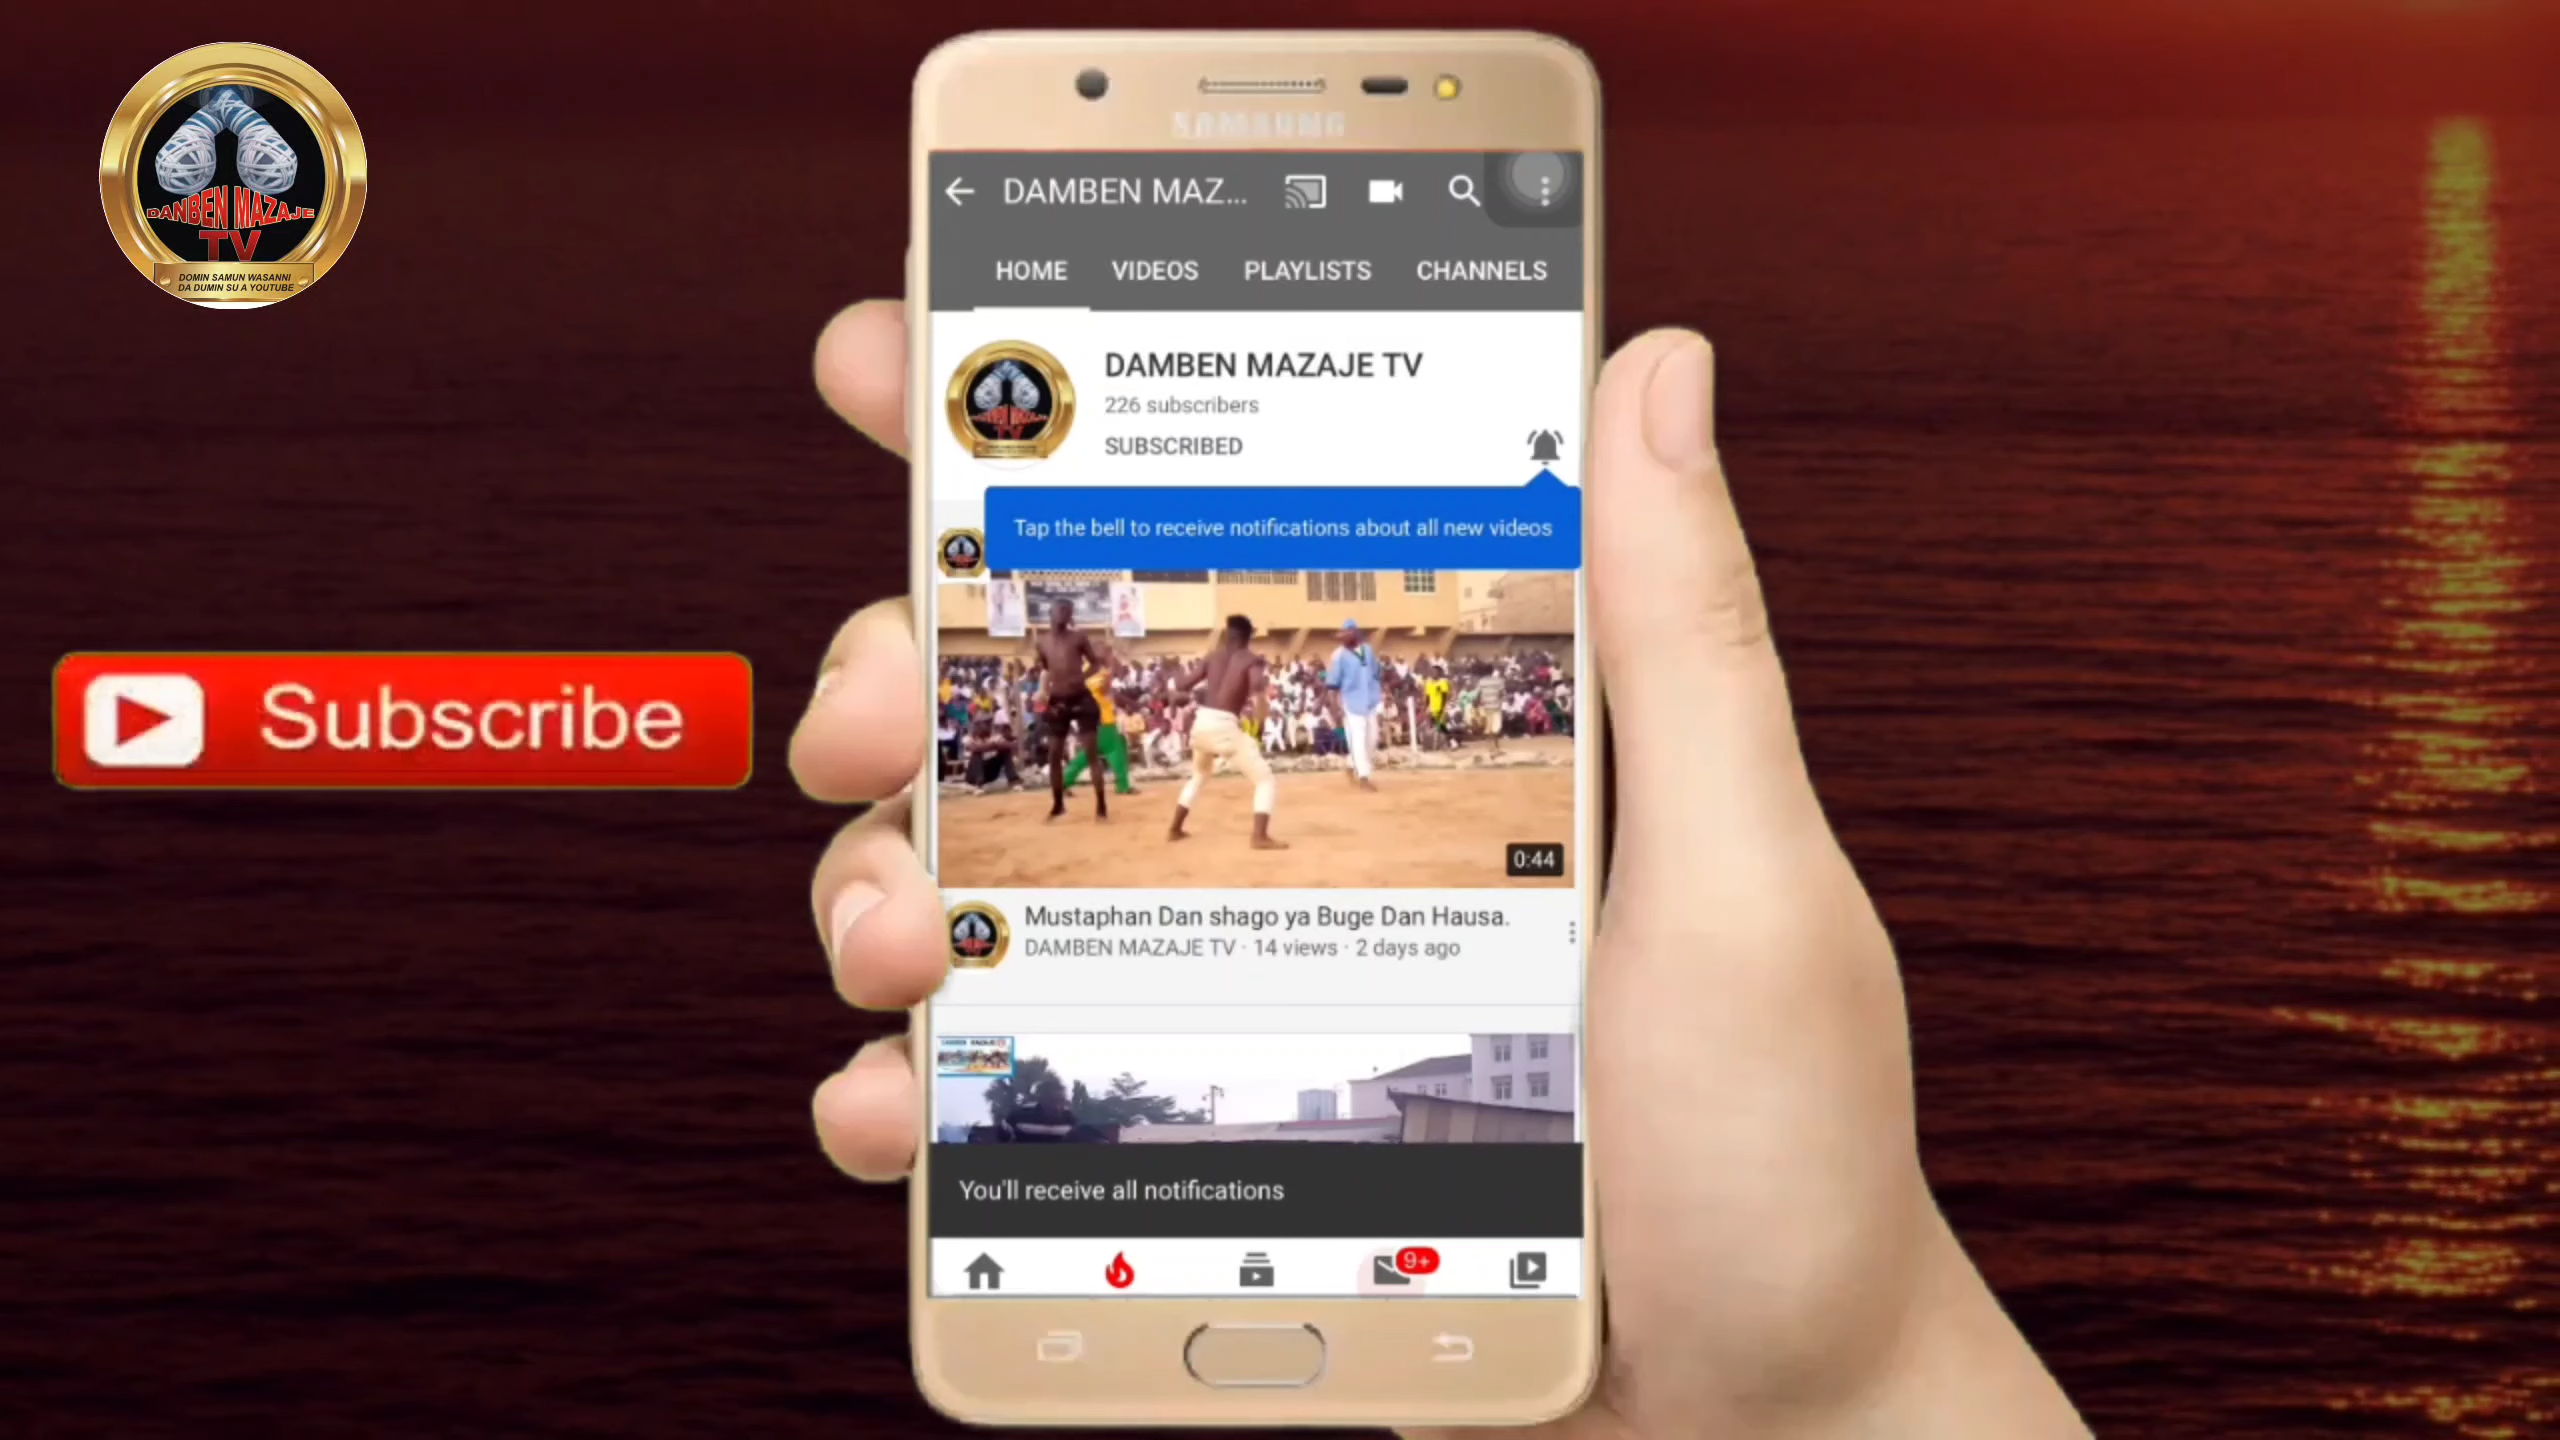 DANBEN MAZAJE
TV
DOMIN SAMUN WASANNI
DA DUMIN SU A YOUTUBE
Subscribe
SAMSUNG
DAMBEN MAZ...
HOME VIDEOS PLAYLISTS CHANNELS
DAMBEN MAZAJE TV
226 subscribers
SUBSCRIBED
Tap the bell to receive notifications about all new videos
0:44
Mustaphan Dan shago ya Buge Dan Hausa.
DAMBEN MAZAJE TV · 14 views · 2 days ago
You'll receive all notifications
9+